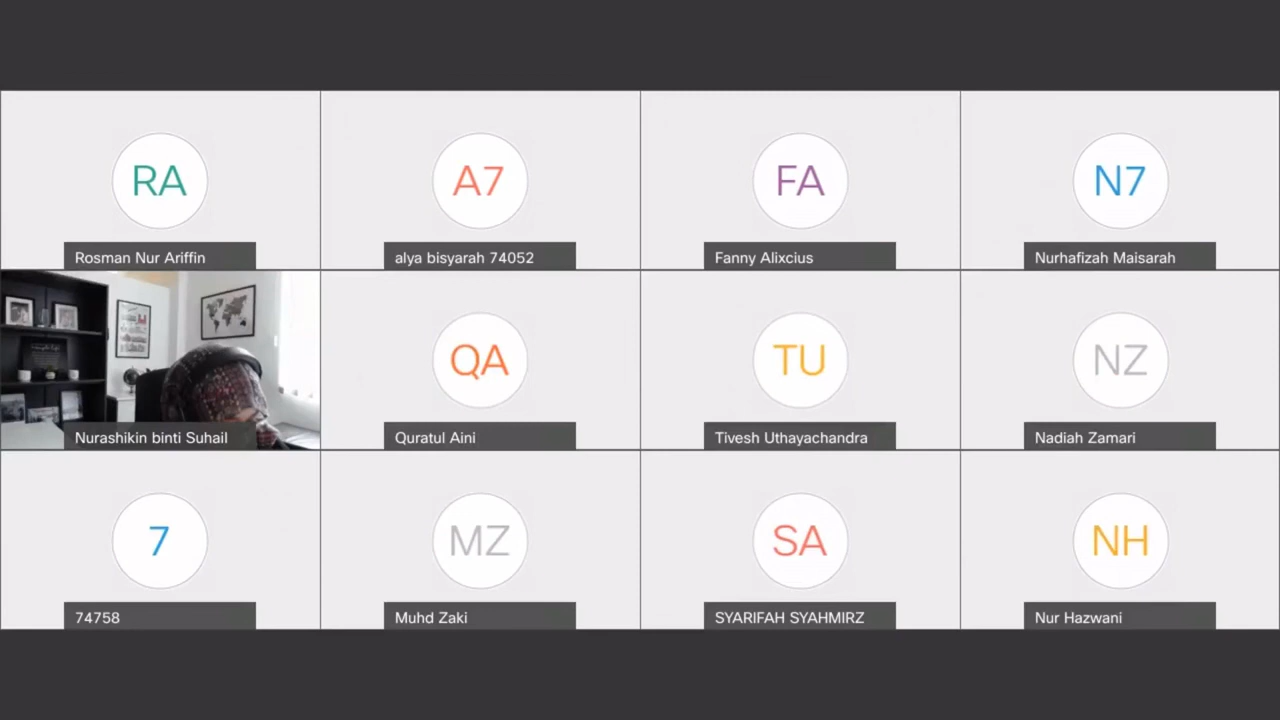 RA
A7
FA
N7
Rosman Nur Ariffin
alya bisyarah 74052
Fanny Alixcius
Nurhafizah Maisarah
QA
TU
NZ
Nurashikin binti Suhail
Quratul Aini
Tivesh Uthayachandra
Nadiah Zamari
7
MZ
SA
NH
74758
Muhd Zaki
SYARIFAH SYAHMIRZ
Nur Hazwani